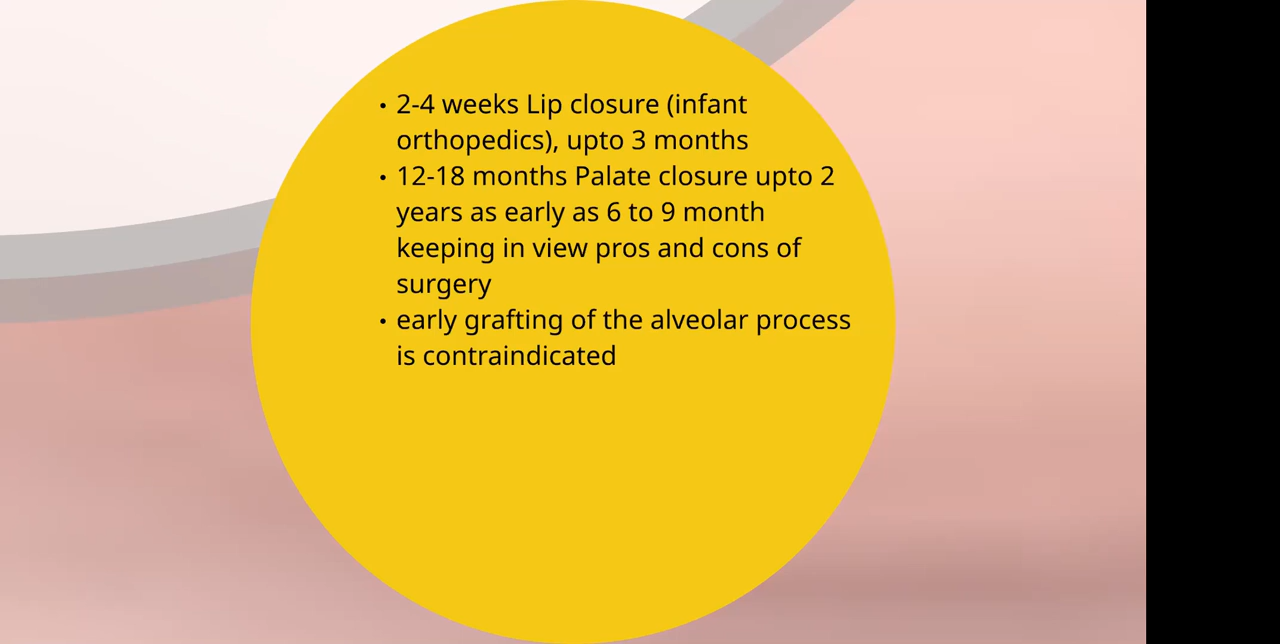 • 2-4 weeks Lip closure (infant
orthopedics), upto 3 months
• 12-18 months Palate closure upto 2
years as early as 6 to 9 month
keeping in view pros and cons of
surgery
• early grafting of the alveolar process
is contraindicated